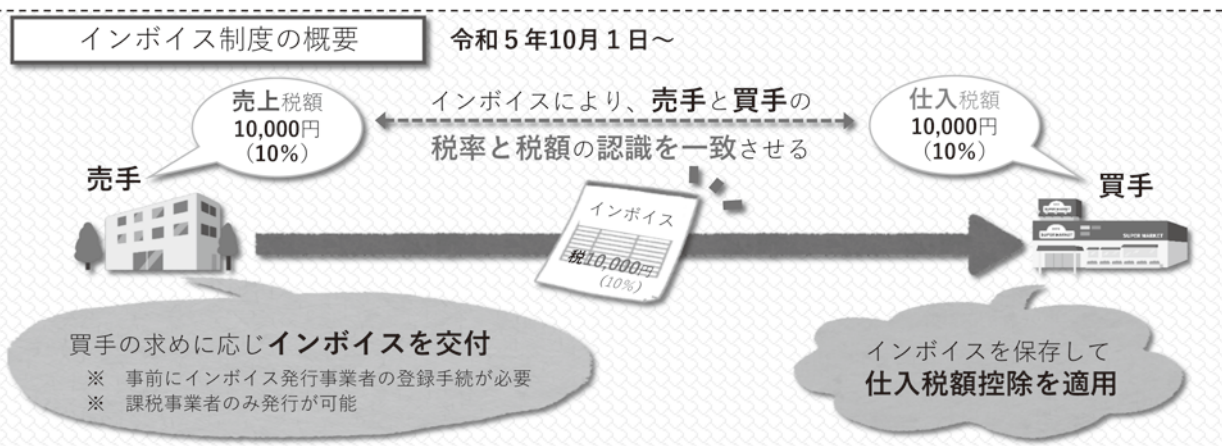 インボイス制度の概要
令和5年10月1日～
売上税額
10,000円
（10%）
インボイスにより、売手と買手の
税率と税額の認識を一致させる
仕入税額
10,000円
（10%）
売手
買手
インボイス
税10,000円
(10%)
SUPER MARKET
買手の求めに応じインボイスを交付
※ 事前にインボイス発行事業者の登録手続が必要
※ 課税事業者のみ発行が可能
インボイスを保存して
仕入税額控除を適用